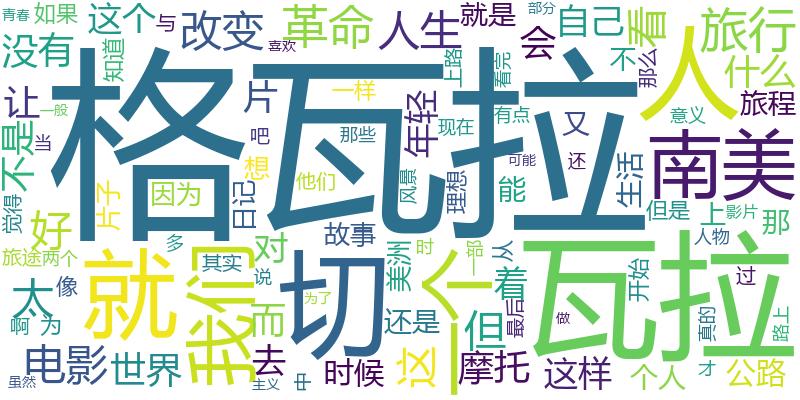 格瓦拉
瓦拉
切
就
人
南美
一个
我们
太
好
电影
世界
人生
革命
改变
旅行
这个
没有
自己
看
会
什么
旅程
就是
不
那么
年轻
片
让
不是
生活
又
能
想
对
而
去
还是
着
但
这
摩托
这样
公路
个人
时候
美洲
故事
日记
因为
片子
觉得
知道
如果
青春
与
喜欢
当
一般
旅途
两个
像
啊
为
虽然
多
其实
说
主义
中
为了
他们
那些
一样
吧
风景
理想
现在
有点
上路
看完
部分
意义
可能
还
但是
上
影片
那
人物
过
真的
路上
才
做
开始
最后
从
一部
时